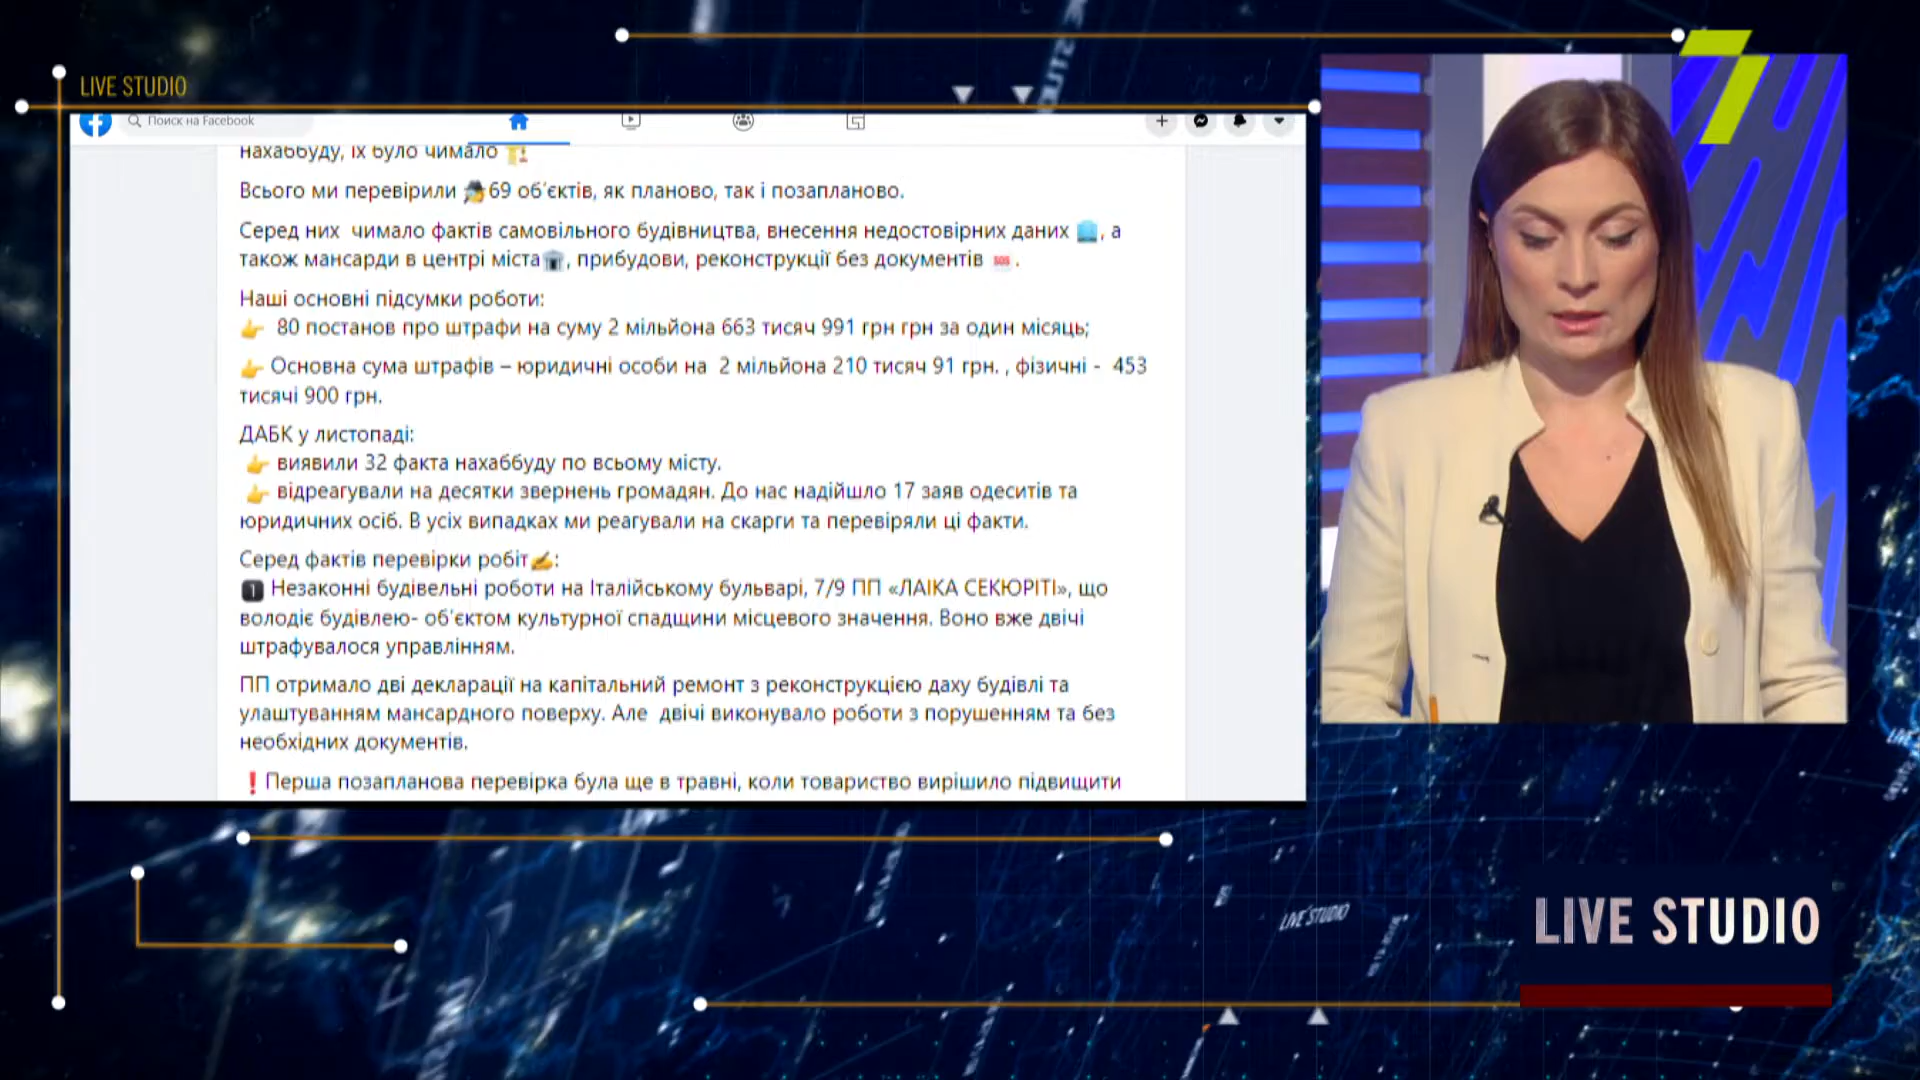 LIVE STUDIO
Поиск на Facebook
нахаббуду, їх було чимало
Всього ми перевірили 69 об'єктів, як планово, так і позапланово.
Серед них чимало фактів самовільного будівництва, внесення недостовірних даних , а
також мансарди в центрі міста , прибудови, реконструкції без документів SOS .
Наші основні підсумки роботи:
80 постанов про штрафи на суму 2 мільйона 663 тисяч 991 грн грн за один місяць;
Основна сума штрафів – юридичні особи на 2 мільйона 210 тисяч 91 грн. , фізичні - 453
тисячі 900 грн.
ДАБК у листопаді:
виявили 32 факта нахаббуду по всьому місту.
відреагували на десятки звернень громадян. До нас надійшло 17 заяв одеситів та
юридичних осіб. В усіх випадках ми реагували на скарги та перевіряли ці факти.
Серед фактів перевірки робіт :
1 Незаконні будівельні роботи на Італійському бульварі, 7/9 ПП «ЛАІКА СЕКЮРІТІ», що
володіє будівлею- об'єктом культурної спадщини місцевого значення. Воно вже двічі
штрафувалося управлінням.
ПП отримало дві декларації на капітальний ремонт з реконструкцією даху будівлі та
улаштуванням мансардного поверху. Але двічі виконувало роботи з порушенням та без
необхідних документів.
❗Перша позапланова перевірка була ще в травні, коли товариство вирішило підвищити
7
LIVE STUDIO
LIVE STUDIO